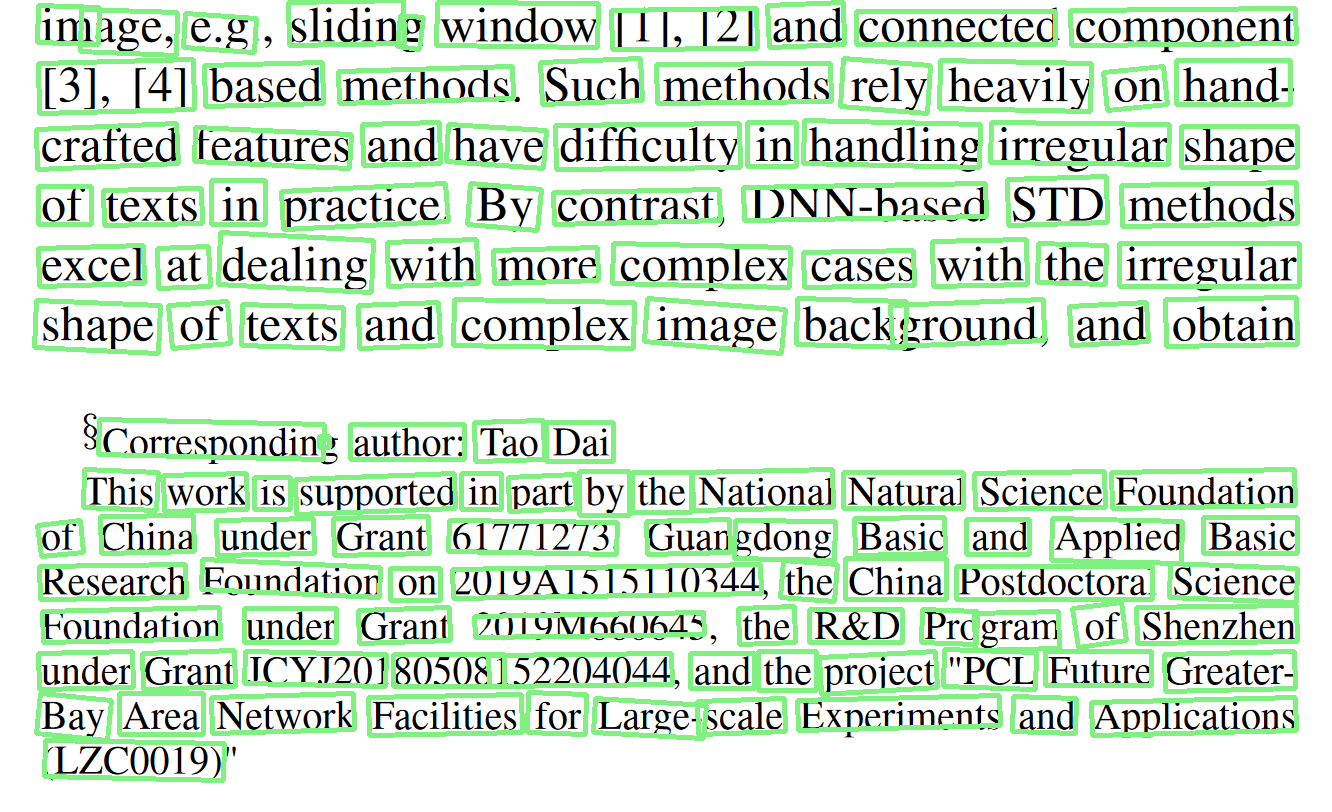 image, e.g., sliding window [1], [2] and connected component
[3], [4] based methods. Such methods rely heavily on hand-
crafted features and have difficulty in handling irregular shape
of texts in practice. By contrast, DNN-based STD methods
excel at dealing with more complex cases with the irregular
shape of texts and complex image background, and obtain
§Corresponding author: Tao Dai
This work is supported in part by the National Natural Science Foundation
of China under Grant 61771273, Guangdong Basic and Applied Basic
Research Foundation on 2019A1515110344, the China Postdoctoral Science
Foundation under Grant 2019M660645, the R&D Program of Shenzhen
under Grant JCYJ20180508152204044, and the project "PCL Future Greater-
Bay Area Network Facilities for Large-scale Experiments and Applications
(LZC0019)"